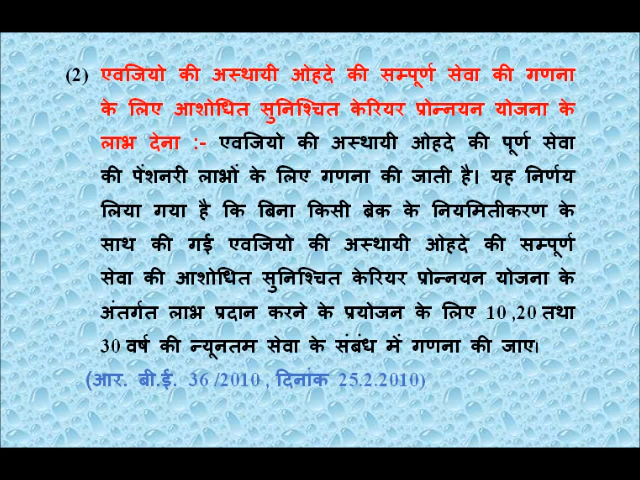 (2) एवजियो की अस्थायी ओहदे की सम्पूर्ण सेवा की गणना
के लिए आशोधित सुनिश्चित केरियर प्रोन्नयन योजना के
लाभ देना :- एवजियो की अस्थायी ओहदे की पूर्ण सेवा
की पेंशनरी लाभों के लिए गणना की जाती है। यह निर्णय
लिया गया है कि बिना किसी ब्रेक के नियमितीकरण के
साथ की गई एवजियो की अस्थायी ओहदे की सम्पूर्ण
सेवा की आशोधित सुनिश्चित केरियर प्रोन्नयन योजना के
अंतर्गत लाभ प्रदान करने के प्रयोजन के लिए 10 ,20 तथा
30 वर्ष की न्यूनतम सेवा के संबंध में गणना की जाए।
(आर. बी.ई. 36 /2010 , दिनांक 25.2.2010)